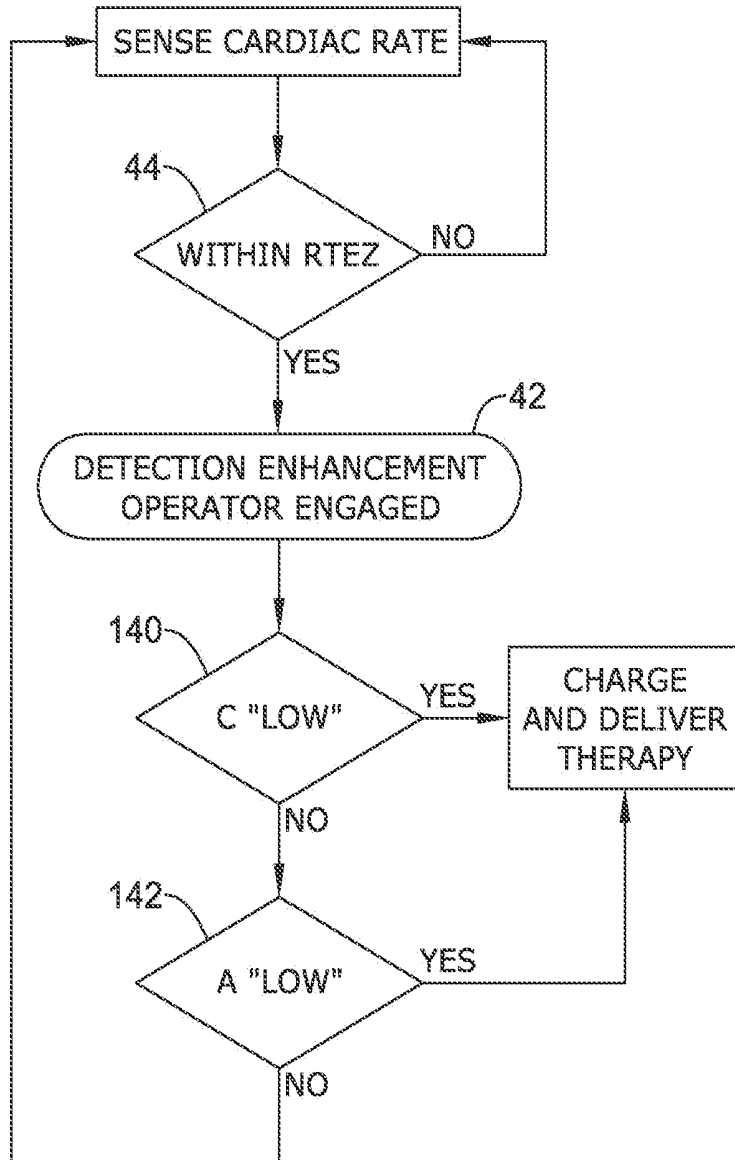 SENSE CARDIAC RATE
44
WITHIN RTEZ
NO
YES
42
DETECTION ENHANCEMENT
OPERATOR ENGAGED
140
C "LOW"
YES
CHARGE
AND DELIVER
THERAPY
NO
142
A "LOW"
YES
NO